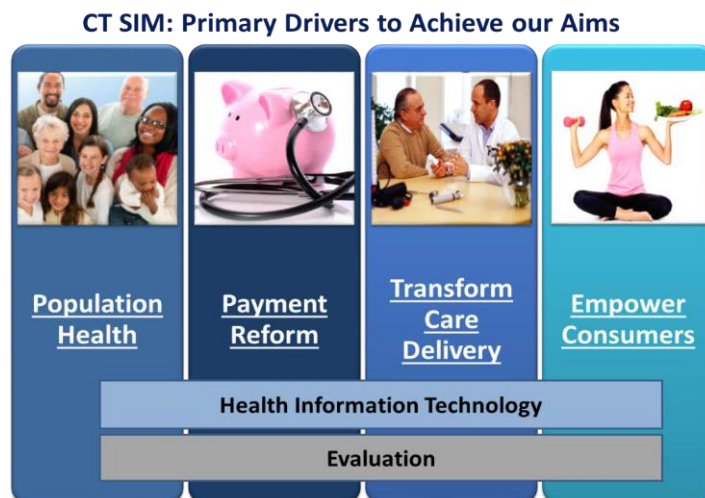 CT SIM: Primary Drivers to Achieve our Aims
Population
Health
Payment
Reform
Transform
Care
Delivery
Empower
Consumers
Health Information Technology
Evaluation